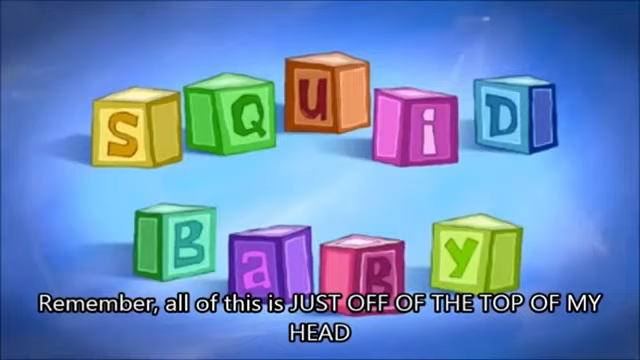 SQUiD
BaBy
Remember, all of this is JUST OFF OF THE TOP OF MY
HEAD